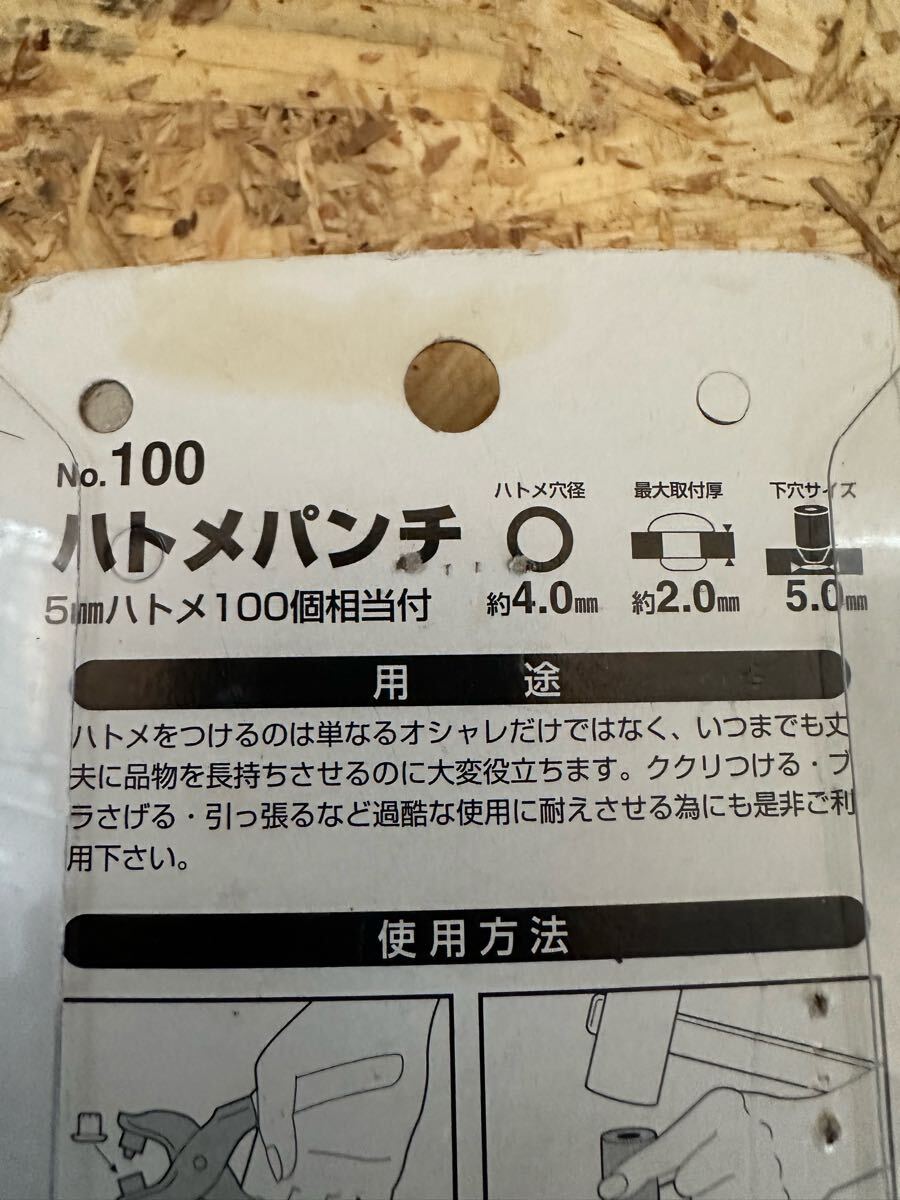 No.100
ハトメパンチ
5㎜ハトメ100個相当付
ハトメ穴径
約4.0㎜
最大取付厚
約2.0㎜
下穴サイズ
5.0㎜
用途
ハトメをつけるのは単なるオシャレだけではなく、いつまでも丈
夫に品物を長持ちさせるのに大変役立ちます。ククリつける・ブ
ラさげる・引っ張るなど過酷な使用に耐えさせる為にも是非ご利
用下さい。
使用方法